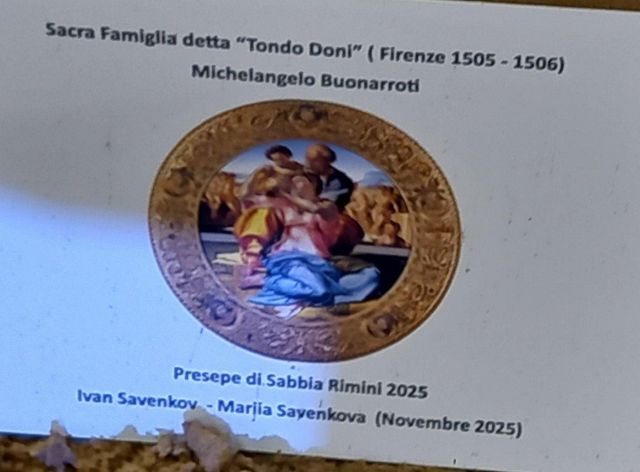 Sacra Famiglia detta “Tondo Doni” ( Firenze 1505 - 1506)
Michelangelo Buonarroti
Presepe di Sabbia Rimini 2025
Ivan Savenkov - Mariia Savenkova (Novembre 2025)